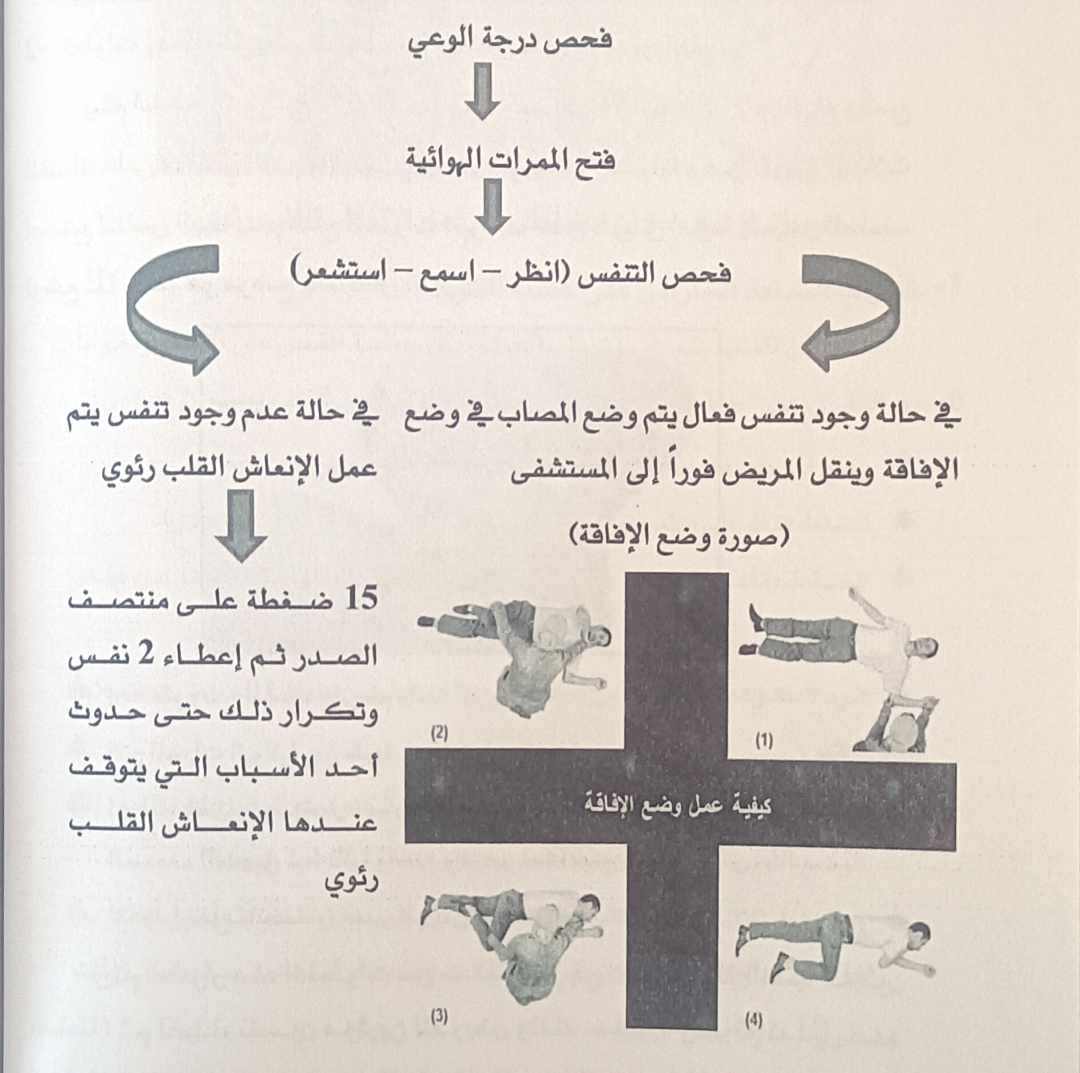 فحص درجة الوعي
فتح الممرات الهوائية
فحص التنفس (انظر – اسمع – استشعر)
في حالة وجود تنفس فعال يتم وضع المصاب في وضع
الإفاقة وينقل المريض فوراً إلى المستشفى
(صورة وضع الإفاقة)
في حالة عدم وجود تنفس يتم
عمل الإنعاش القلب رئوي
15 ضغطة على منتصف
الصدر ثم إعطاء 2 نفس
وتكرار ذلك حتى حدوث
أحد الأسباب التي يتوقف
عندها الإنعاش القلب
رئوي
(1)
(2)
كيفية عمل وضع الإفاقة
(3)
(4)